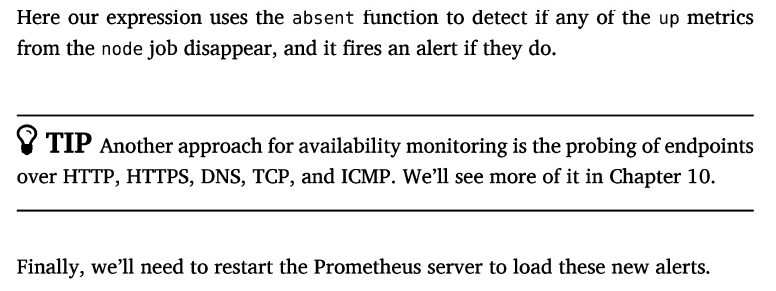 Here our expression uses the absent function to detect if any of the up metrics
from the node job disappear, and it fires an alert if they do.
TIP Another approach for availability monitoring is the probing of endpoints
over HTTP, HTTPS, DNS, TCP, and ICMP. We’ll see more of it in Chapter 10.
Finally, we’ll need to restart the Prometheus server to load these new alerts.